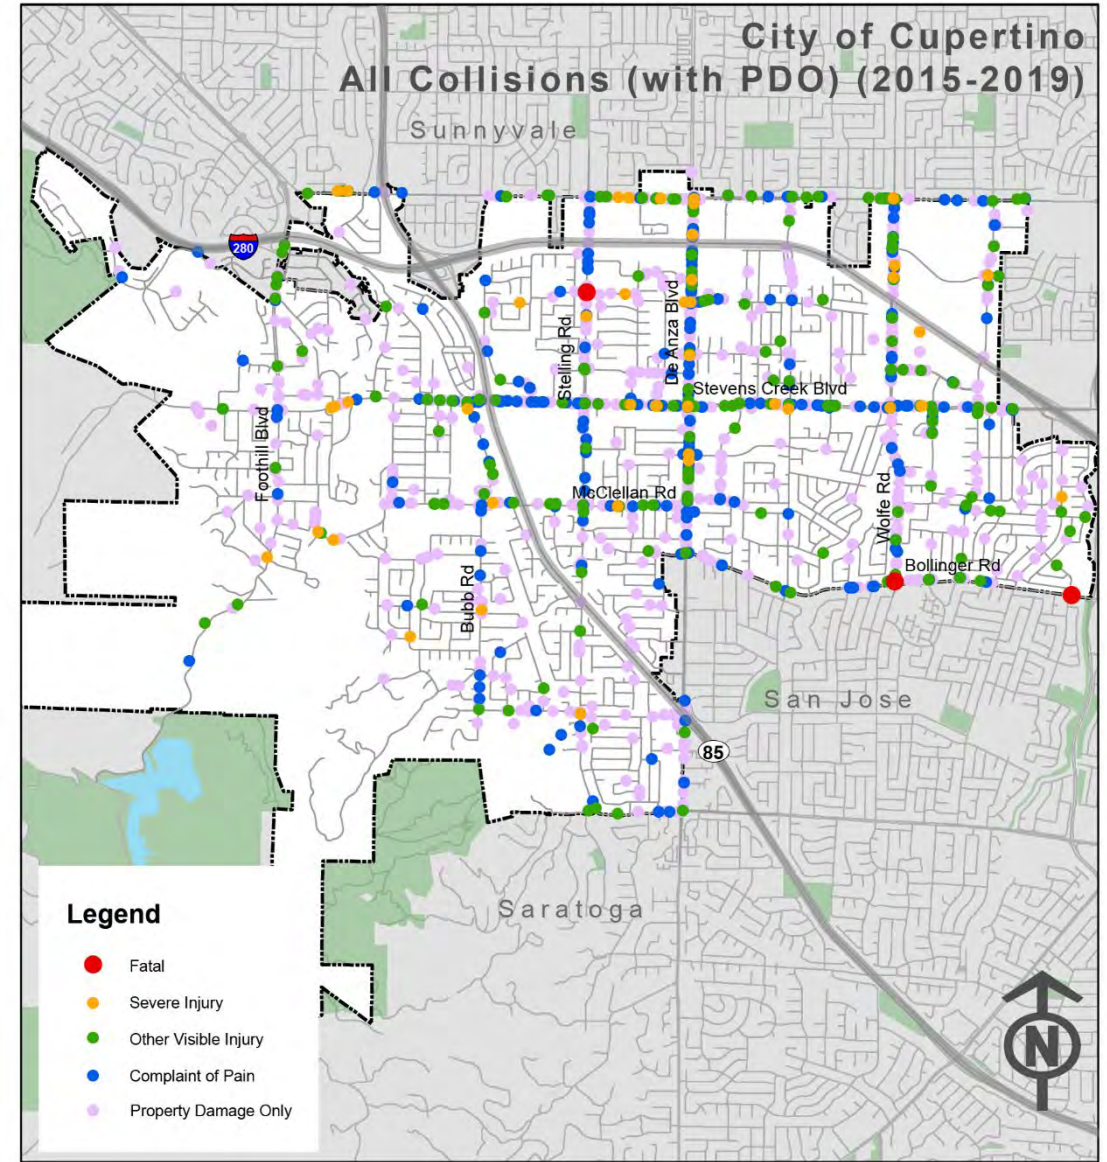 City of Cupertino
All Collisions (with PDO) (2015-2019)
Sunnyvale
280
Stelling Rd
De Anza Blvd
Stevens Creek Blvd
Foothill Blvd
McClellan Rd
Wolfe Rd
Bollinger Rd
Bubb Rd
San Jose
85
Saratoga
Legend
Fatal
Severe Injury
Other Visible Injury
Complaint of Pain
Property Damage Only
N